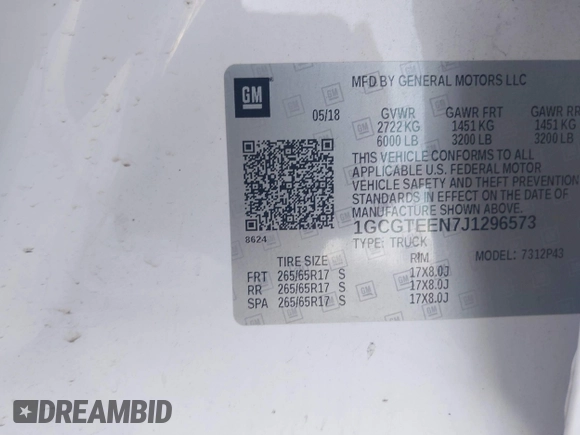 GM
MFD BY GENERAL MOTORS LLC
05/18
GVWR GAWR FRT GAWR RR
2722 KG 1451 KG 1451 KG
6000 LB 3200 LB 3200 LB
THIS VEHICLE CONFORMS TO ALL
APPLICABLE U.S. FEDERAL MOTOR
VEHICLE SAFETY AND THEFT PREVENTION
STANDARDS IN EFFECT ON THE DATE OF
MANUFACTURE SHOWN ABOVE.
8624
1GCGTEEN7J1296573
TYPE: TRUCK MODEL: 7312P43
TIRE SIZE RIM
FRT 265/65R17 S 17X8.0J
RR 265/65R17 S 17X8.0J
SPA 265/65R17 S 17X8.0J
DREAMBID